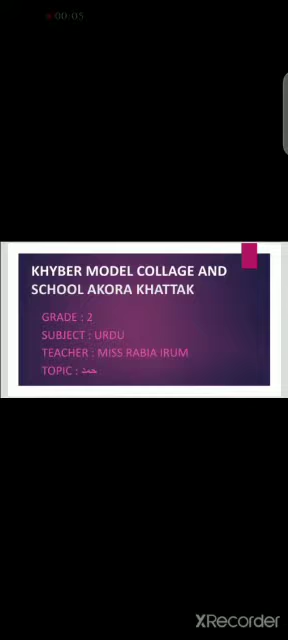 00:05
KHYBER MODEL COLLAGE AND
SCHOOL AKORA KHATTAK
GRADE : 2
SUBJECT : URDU
TEACHER : MISS RABIA IRUM
TOPIC : حمد
XRecorder